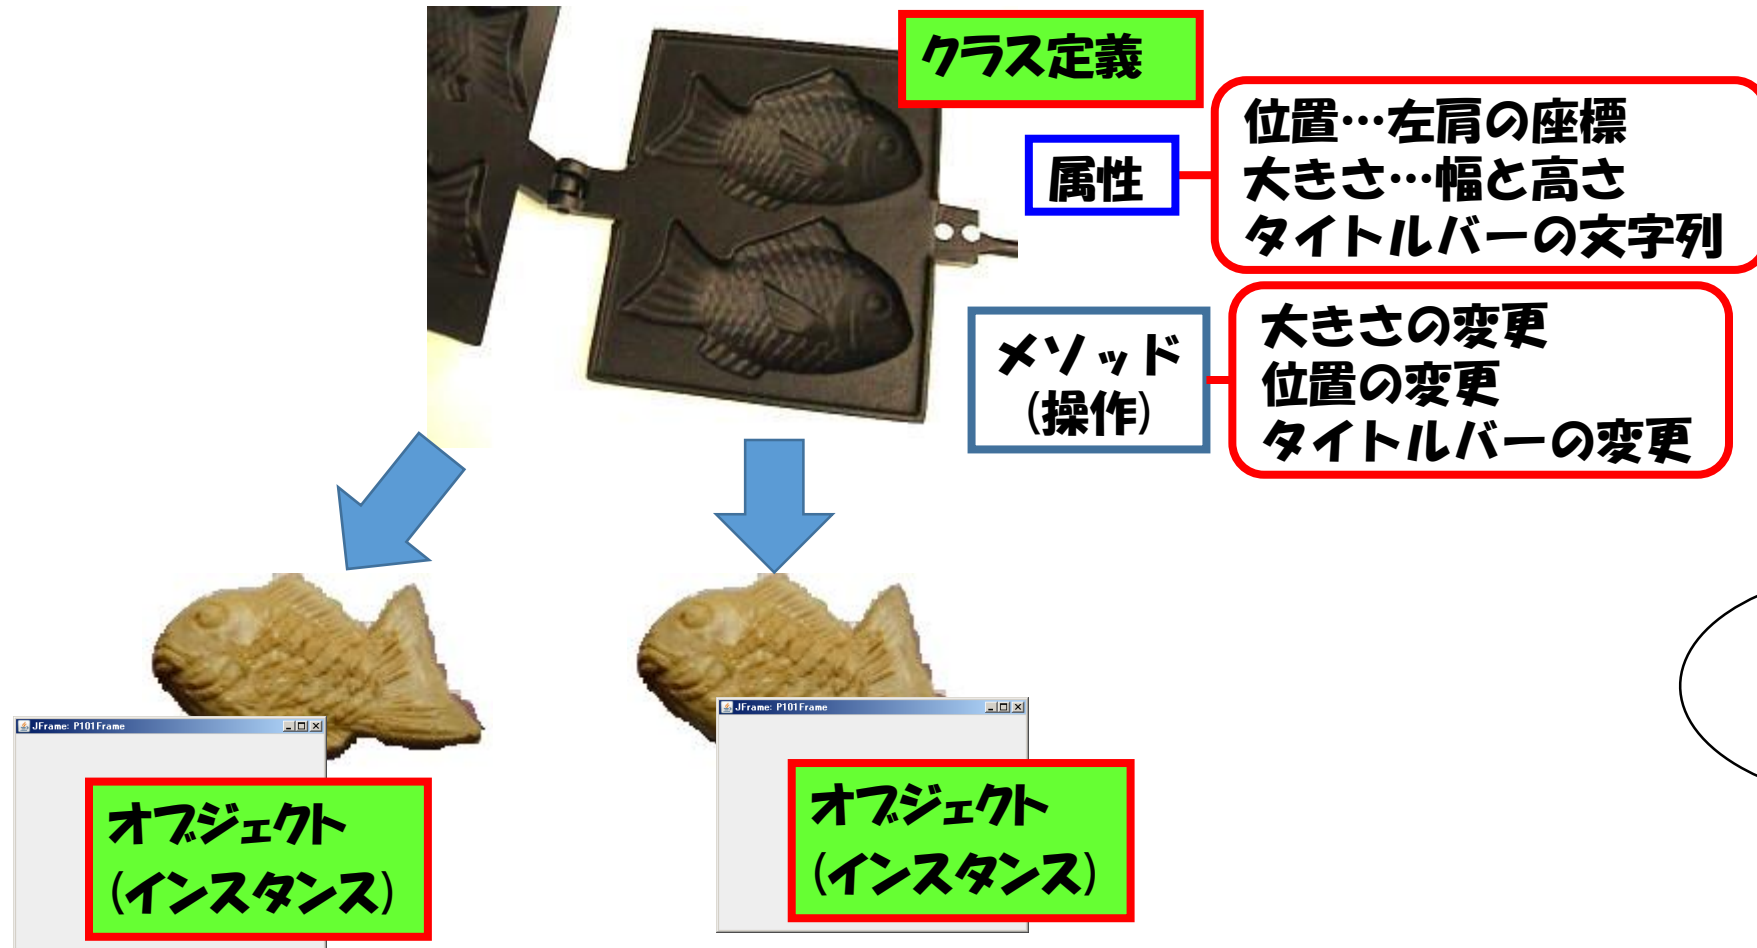 クラス定義
属性
位置…左肩の座標
大きさ…幅と高さ
タイトルバーの文字列
メソッド
(操作)
大きさの変更
位置の変更
タイトルバーの変更
JFrame: P101Frame
オブジェクト
(インスタンス)
JFrame: P101Frame
オブジェクト
(インスタンス)